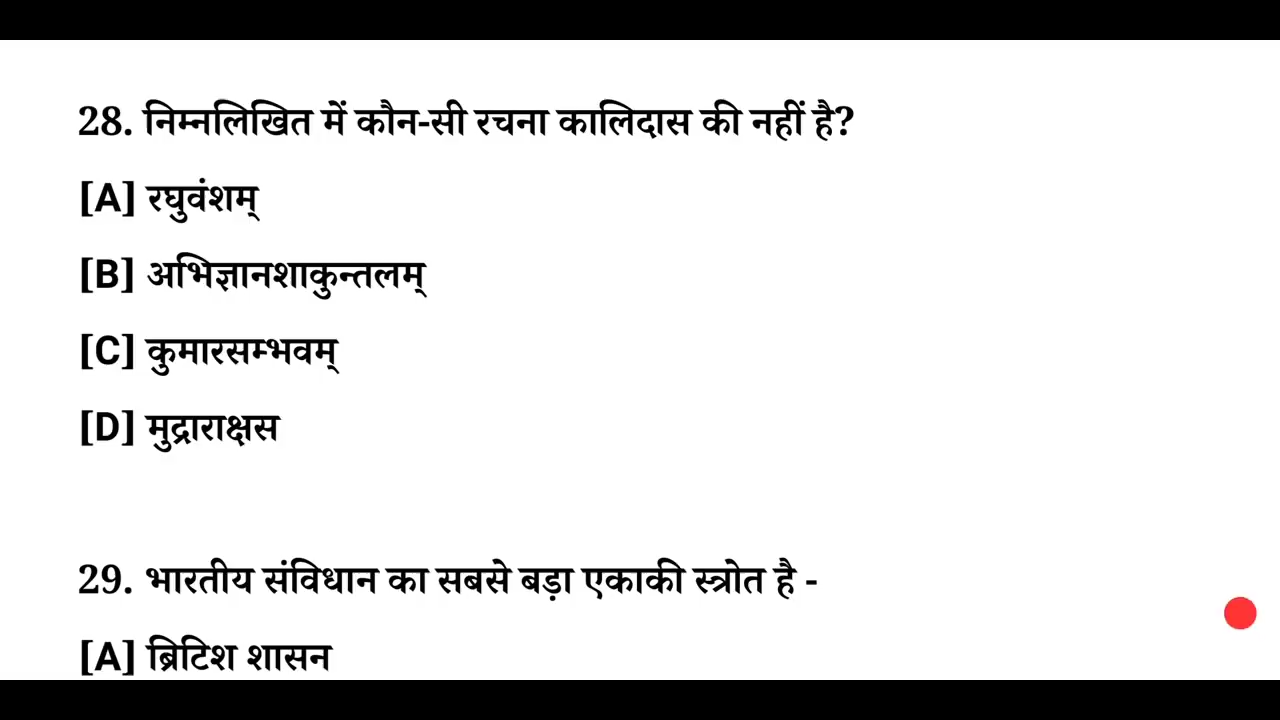 28. निम्नलिखित में कौन-सी रचना कालिदास की नहीं है?
[A] रघुवंशम्
[B] अभिज्ञानशाकुन्तलम्
[C] कुमारसम्भवम्
[D] मुद्राराक्षस
29. भारतीय संविधान का सबसे बड़ा एकाकी स्त्रोत है -
[A] ब्रिटिश शासन